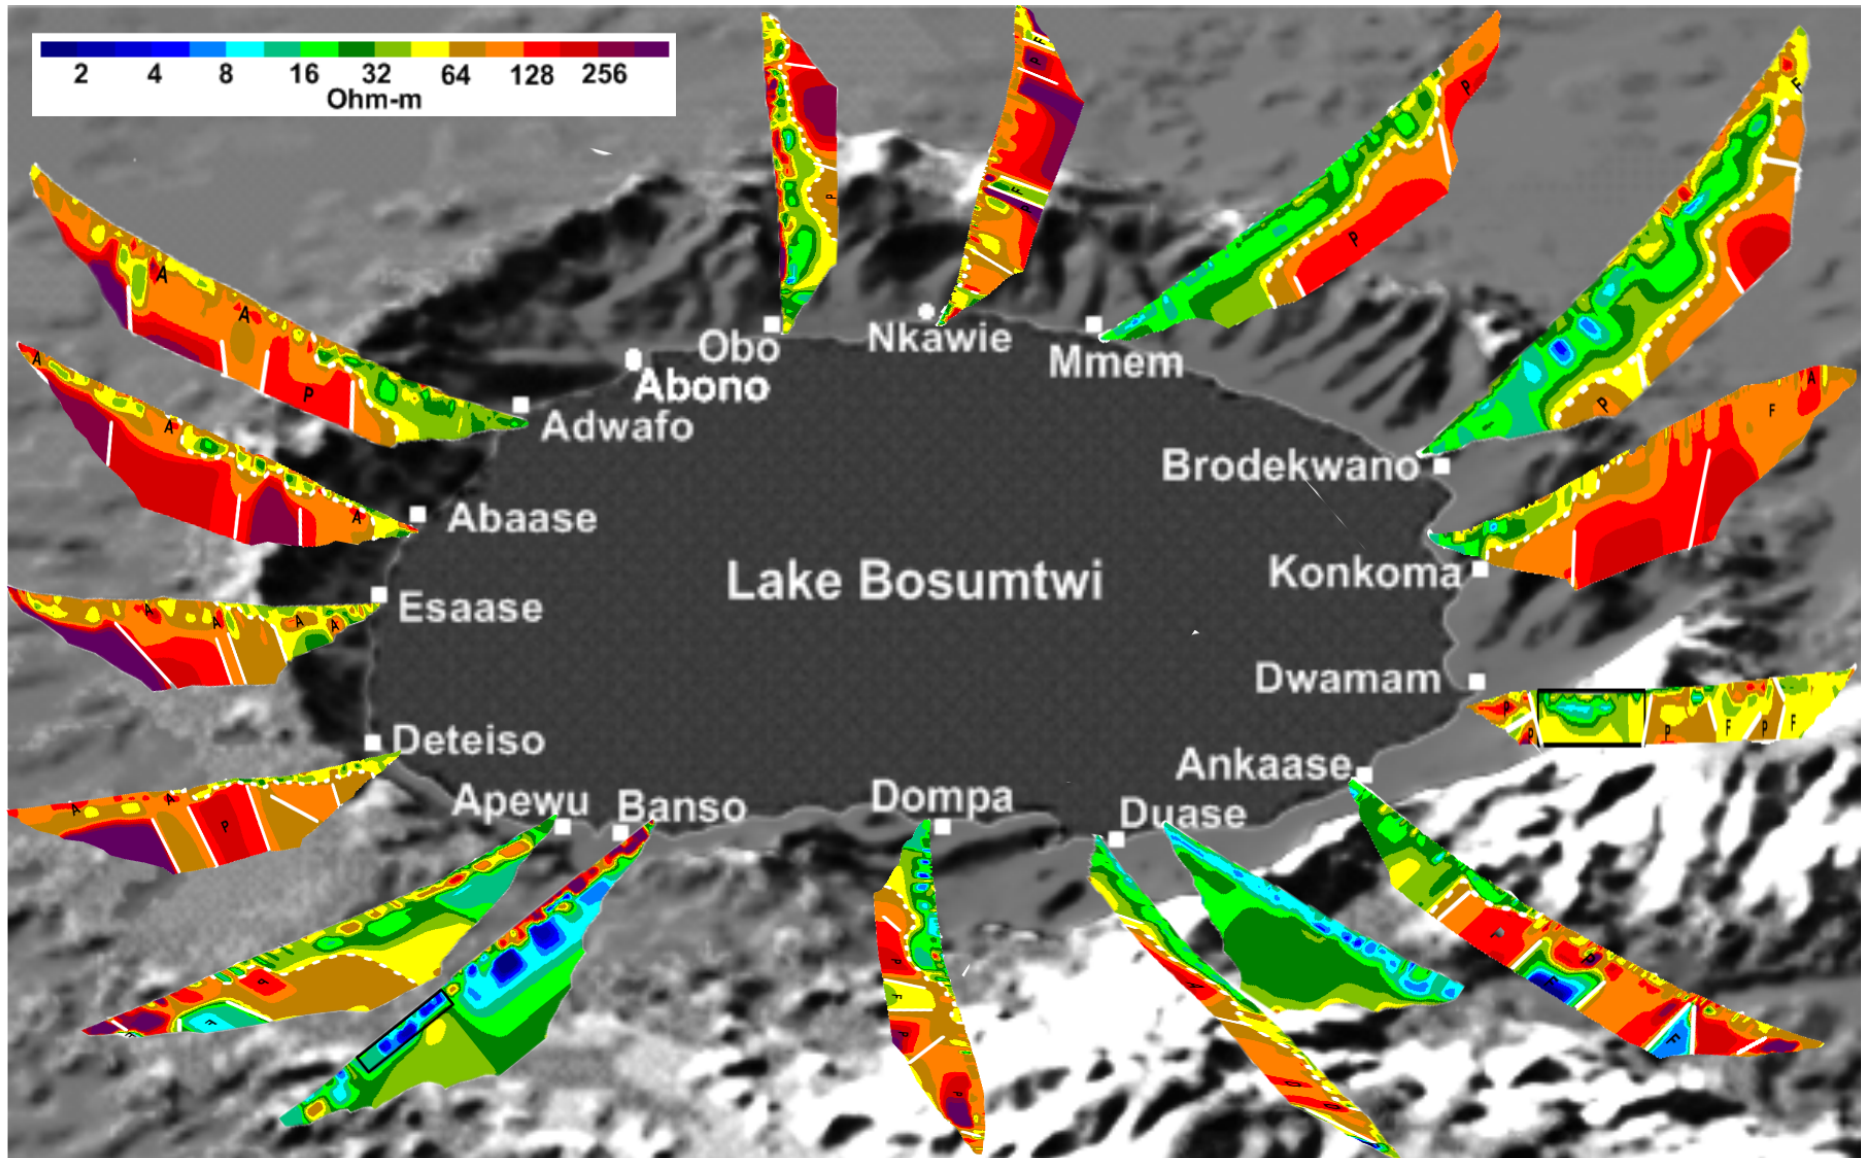 2 4 8 16 32 64 128 256
Ohm-m
F
P
F
P
P
P
F
P
P
A
A
P
A
F
A
A
A
P
A
A
A
A
A
A
P
P
F
P
F
P
P
P
F
P
F
F
P
F
P
P
P
F
F
A
O
O
Obo
Nkawie
Mmem
Abono
Adwafo
Brodekwano
Abaase
Konkoma
Lake Bosumtwi
Esaase
Dwamam
Deteiso
Ankaase
Apewu
Banso
Dompa
Duase